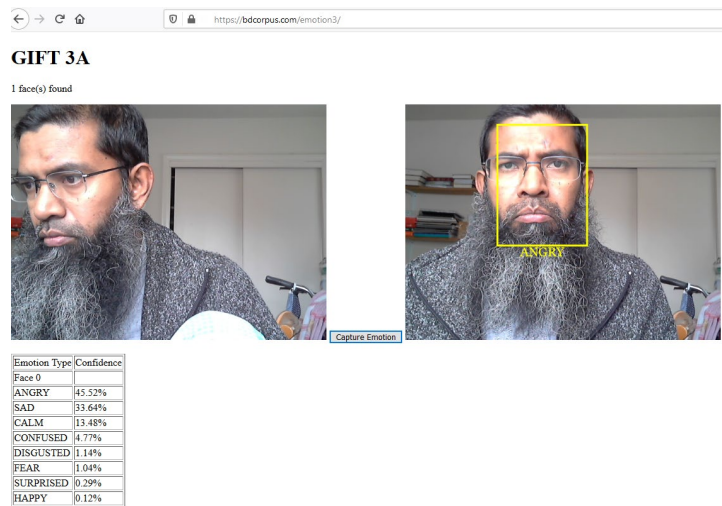 https://bdcorpus.com/emotion3/
GIFT 3A
1 face(s) found
ANGRY
Capture Emotion
Emotion Type Confidence
Face 0
ANGRY 45.52%
SAD 33.64%
CALM 13.48%
CONFUSED 4.77%
DISGUSTED 1.14%
FEAR 1.04%
SURPRISED 0.29%
HAPPY 0.12%